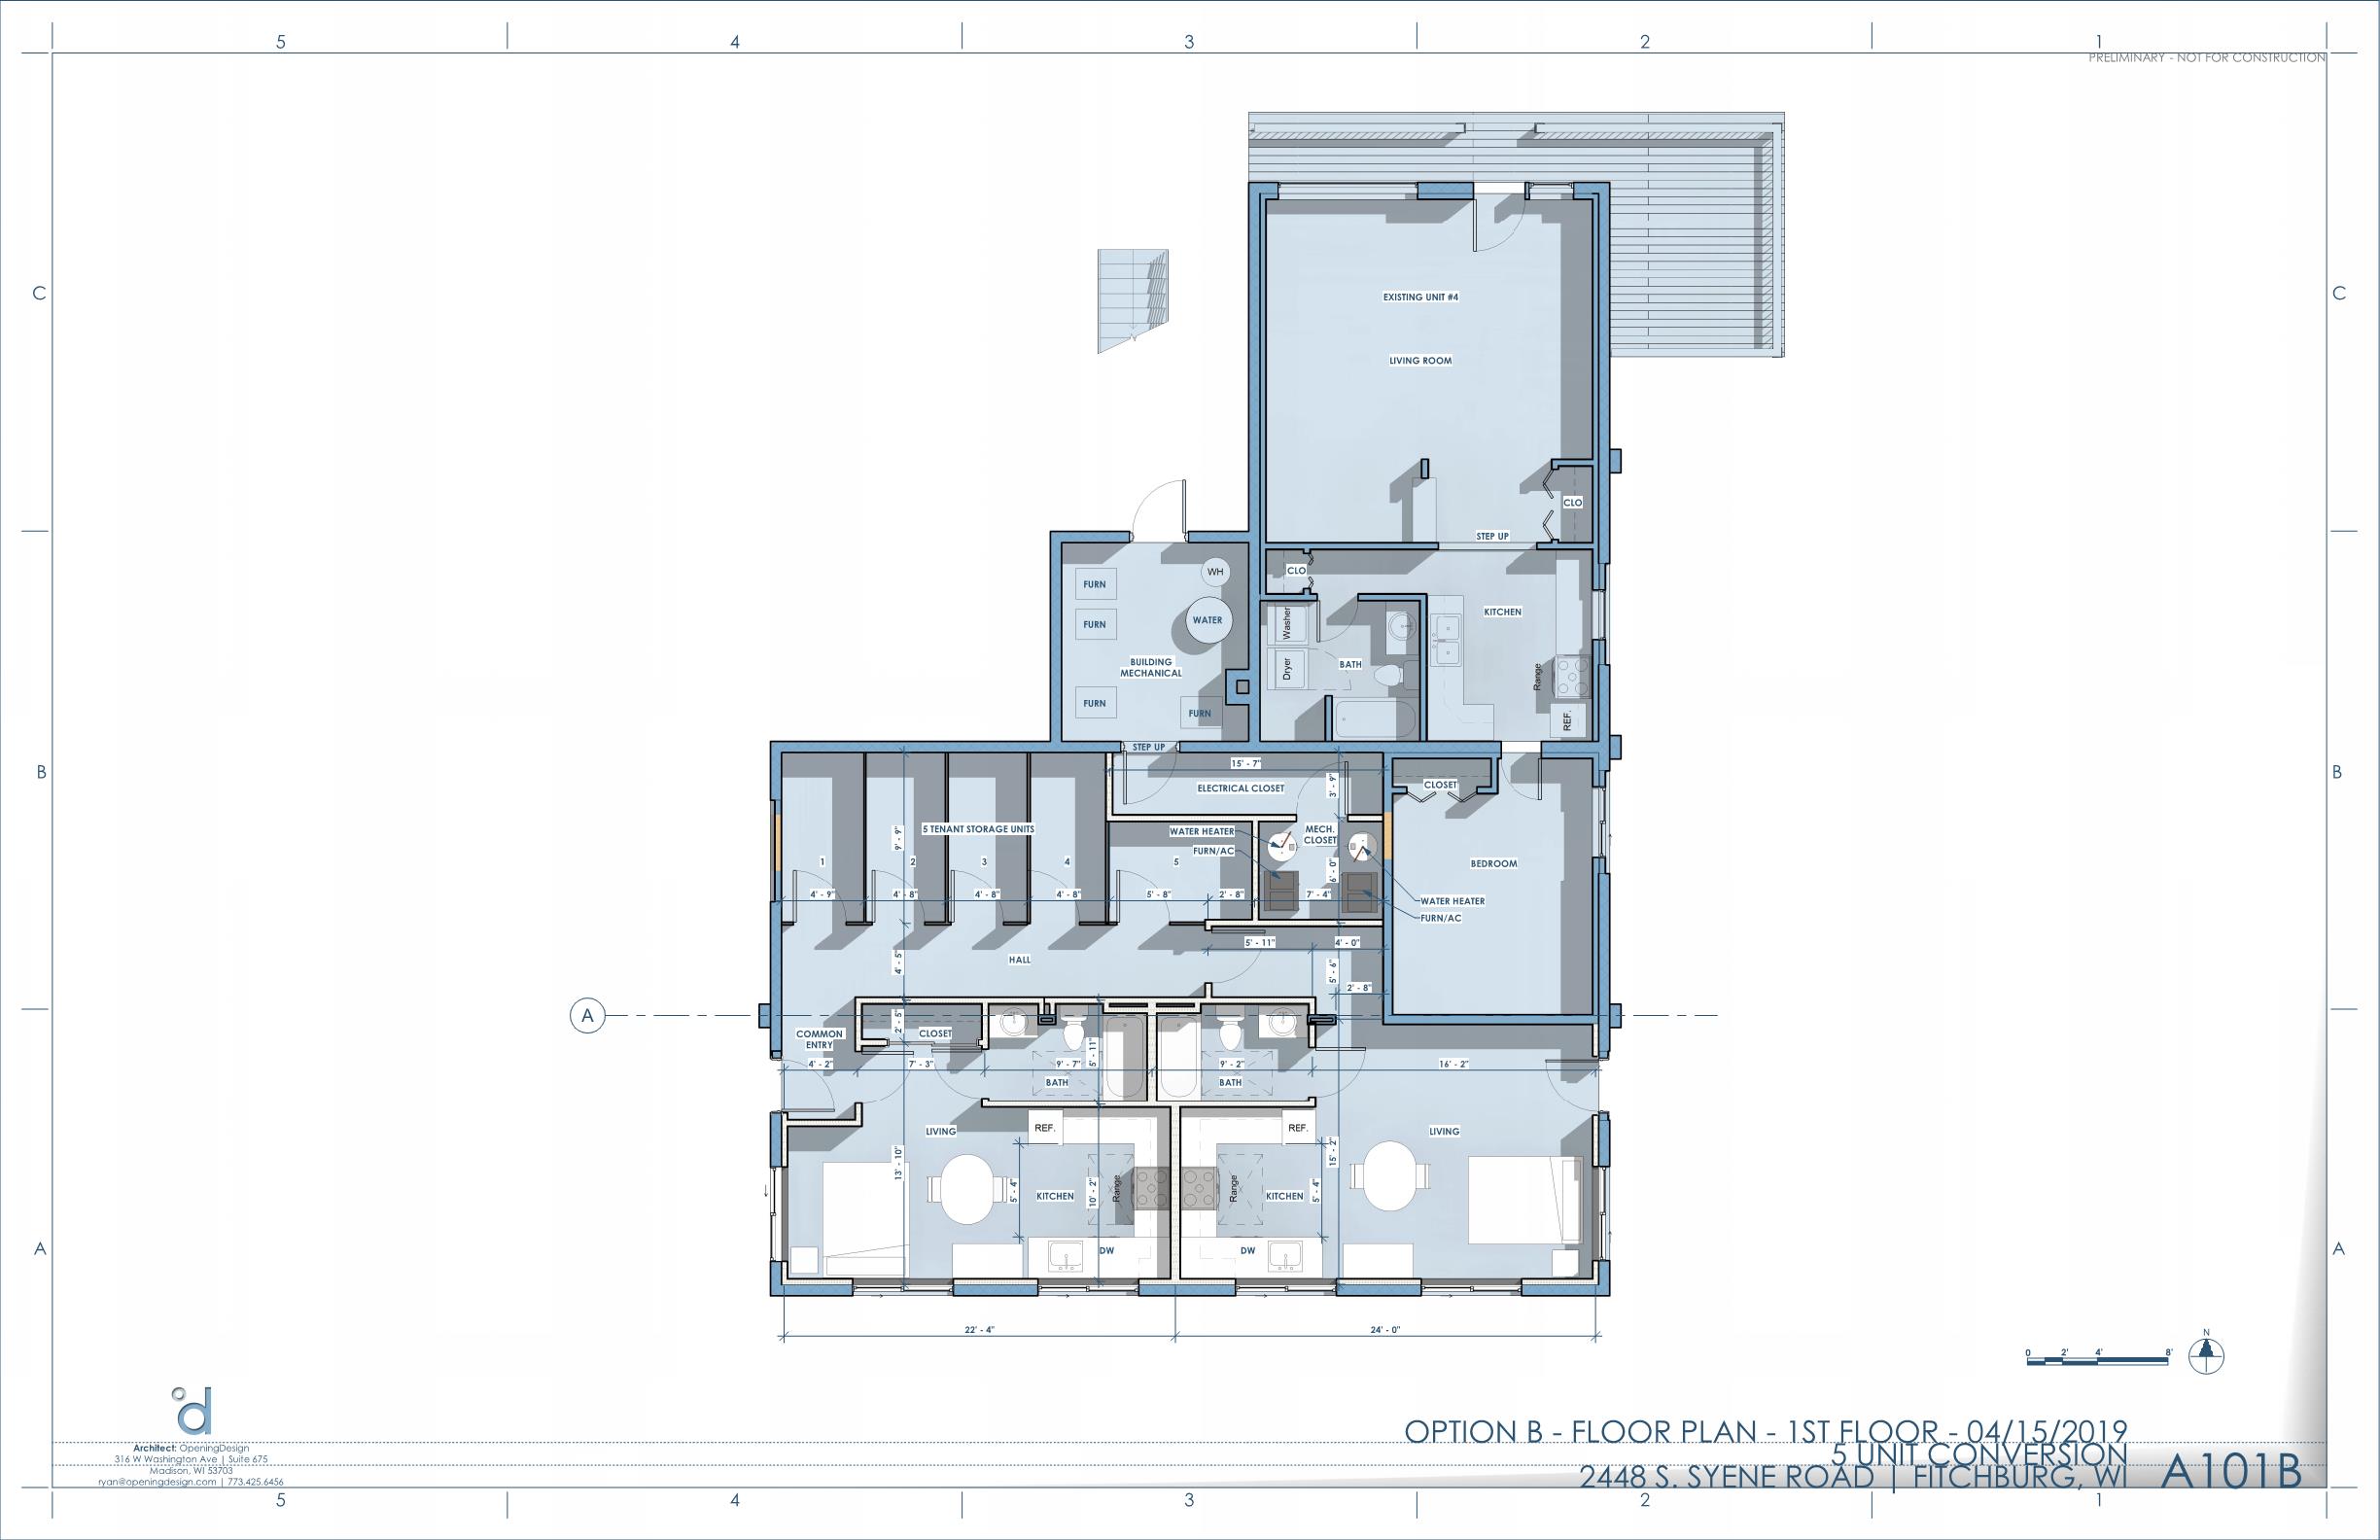 5 4 3 2 1
PRELIMINARY - NOT FOR CONSTRUCTION
C
C
EXISTING UNIT #4
LIVING ROOM
CLO
STEP UP
CLO
WH
FURN
FURN
WATER
Washer
Dryer
BATH
KITCHEN
Range
REF.
BUILDING
MECHANICAL
FURN
FURN
STEP UP
B
B
15' - 7"
3' - 9"
ELECTRICAL CLOSET
CLOSET
5 TENANT STORAGE UNITS
9' - 9"
WATER HEATER
MECH.
CLOSET
FURN/AC
6' - 0"
BEDROOM
1
2
3
4
5
4' - 9"
4' - 8"
4' - 8"
4' - 8"
5' - 8"
2' - 8"
7' - 4"
WATER HEATER
FURN/AC
5' - 11"
4' - 0"
HALL
4' - 5"
5' - 6"
2' - 8"
A
COMMON
ENTRY
2' - 5"
CLOSET
4' - 2"
7' - 3"
9' - 7"
5' - 11"
9' - 2"
16' - 2"
BATH
BATH
LIVING
REF.
REF.
LIVING
13' - 10"
15' - 2"
5' - 4"
KITCHEN
10' - 2"
Range
Range
KITCHEN
5' - 4"
DW
DW
A
A
22' - 4"
24' - 0"
0 2' 4' 8'
N
d
Architect: OpeningDesign
316 W Washington Ave | Suite 675
Madison, WI 53703
ryan@openingdesign.com | 773.425.6456
OPTION B - FLOOR PLAN - 1ST FLOOR - 04/15/2019
5 UNIT CONVERSION
2448 S. SYENE ROAD | FITCHBURG, WI
A101B
5 4 3 2 1